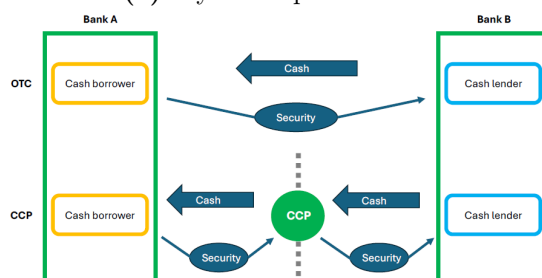 Bank A
Bank B
OTC
Cash borrower
Cash
Security
Cash lender
CCP
Cash borrower
Cash
Security
CCP
Cash
Security
Cash lender